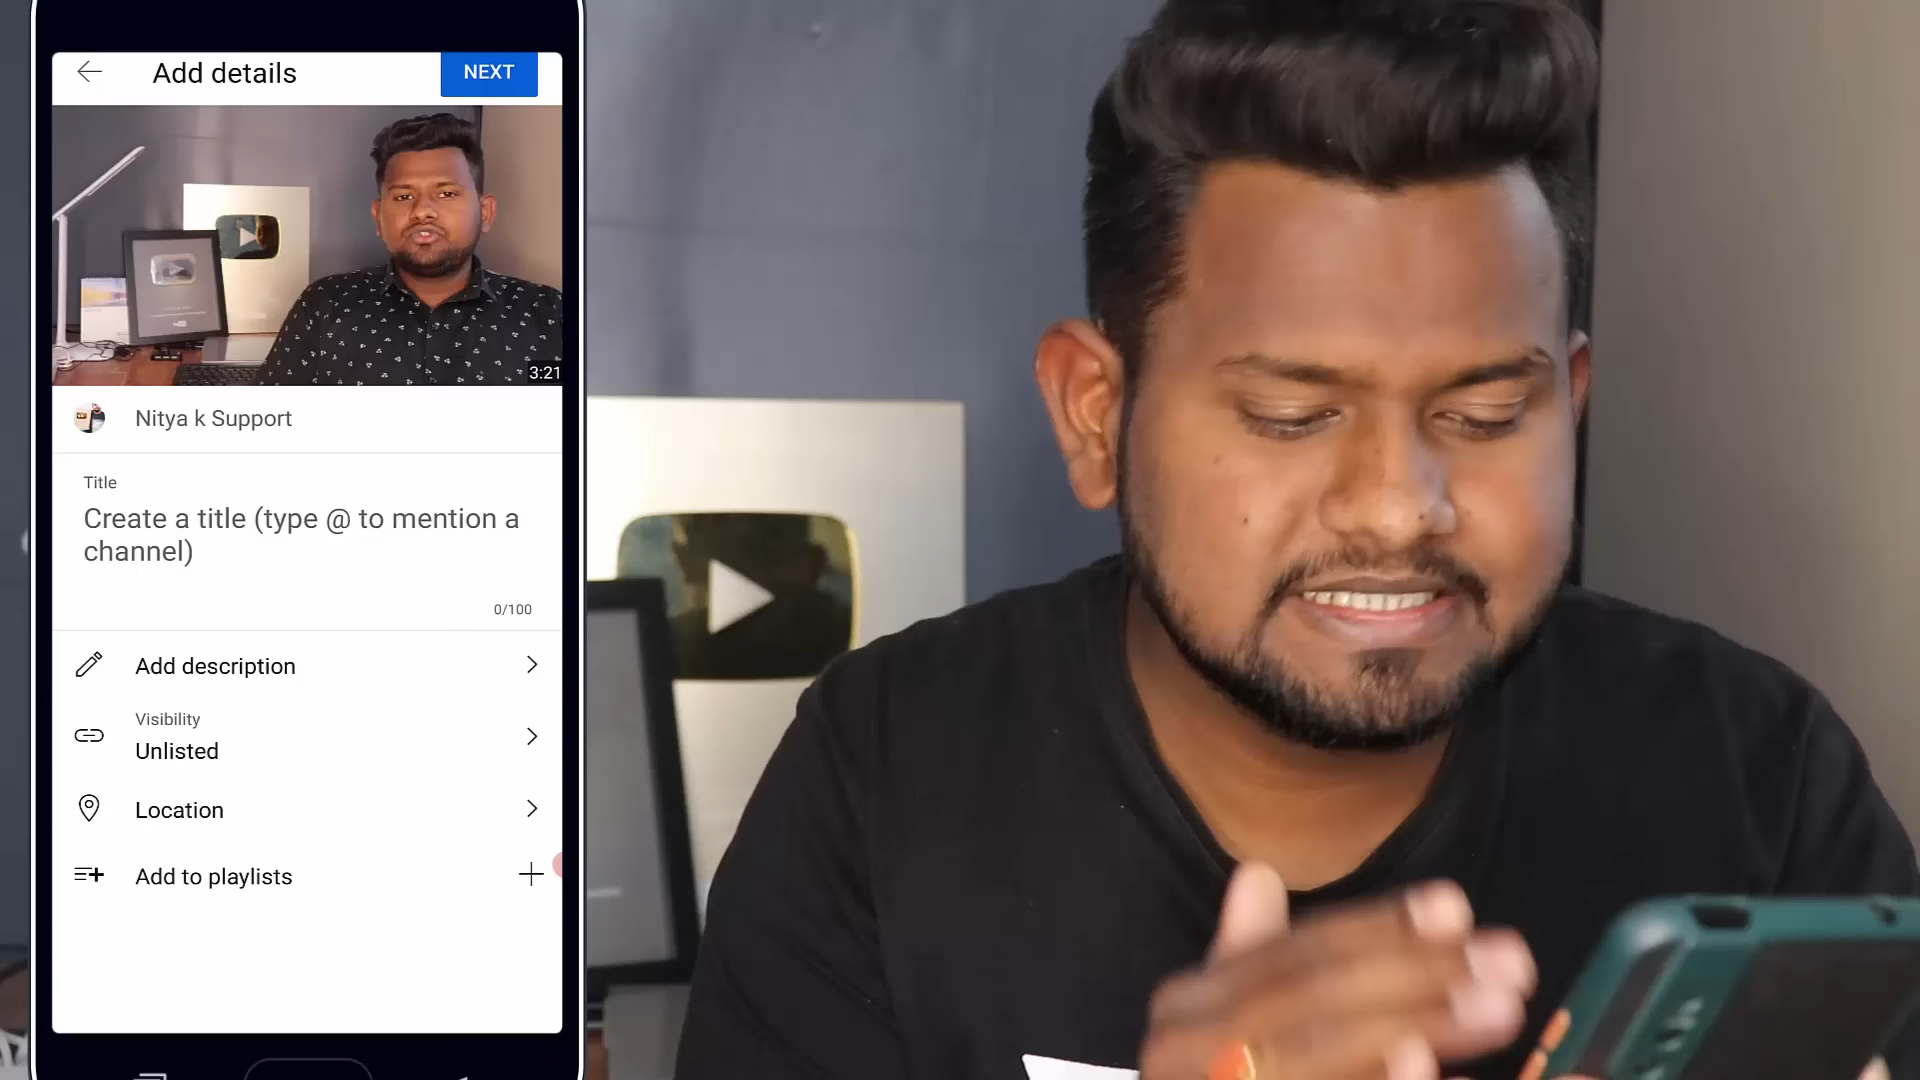 Add details
NEXT
3:21
Nitya k Support
Title
Create a title (type @ to mention a
channel)
0/100
Add description
Visibility
Unlisted
Location
Add to playlists